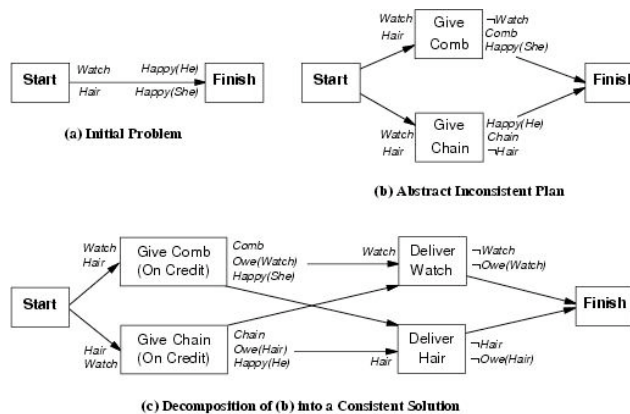 Start
Watch
Hair
Happy(He)
Happy(She)
Finish
(a) Initial Problem
Start
Watch
Hair
Give
Comb
¬Watch
Comb
Happy(She)
Watch
Hair
Give
Chain
Happy(He)
Chain
¬Hair
Finish
(b) Abstract Inconsistent Plan
Start
Watch
Hair
Give Comb
(On Credit)
Comb
Owe(Watch)
Happy(She)
Watch
Deliver
Watch
¬Watch
¬Owe(Watch)
Hair
Watch
Give Chain
(On Credit)
Chain
Owe(Hair)
Happy(He)
Hair
Deliver
Hair
¬Hair
¬Owe(Hair)
Finish
(c) Decomposition of (b) into a Consistent Solution